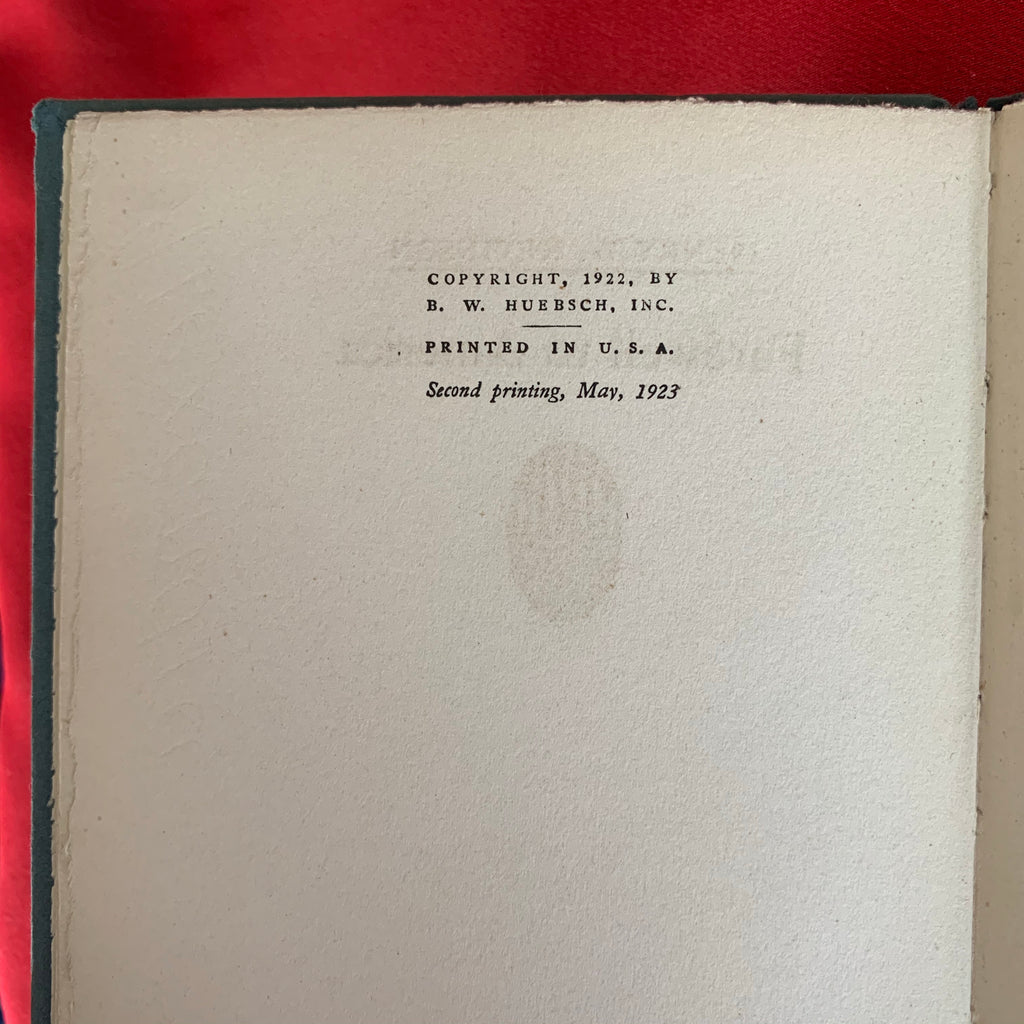 COPYRIGHT, 1922, BY
B. W. HUEBSCH, INC.
PRINTED IN U. S. A.
Second printing, May, 1923